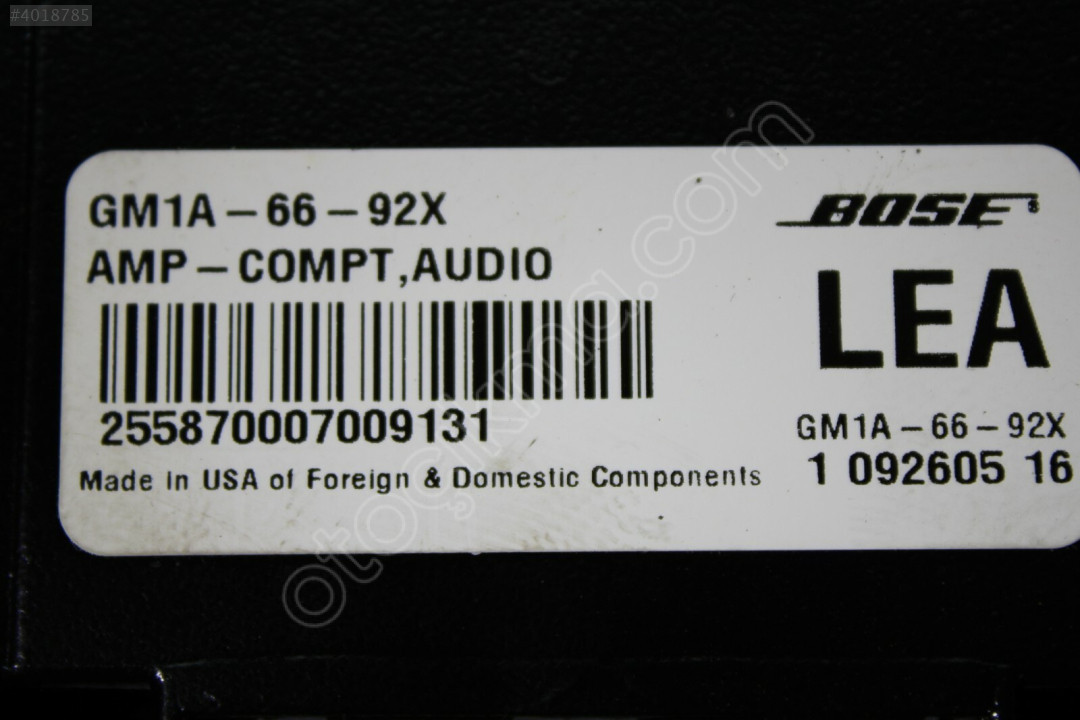 #4018785
GM1A-66-92X
AMP-COMPT,AUDIO
255870007009131
Made in USA of Foreign & Domestic Components
BOSE
LEA
GM1A-66-92X
1 092605 16
otocikma.com